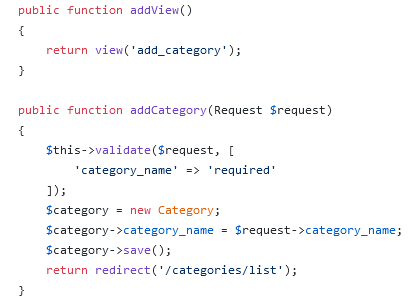 public function addView()
{
    return view('add_category');
}

public function addCategory(Request $request)
{
    $this->validate($request, [
        'category_name' => 'required'
    ]);
    $category = new Category;
    $category->category_name = $request->category_name;
    $category->save();
    return redirect('/categories/list');
}